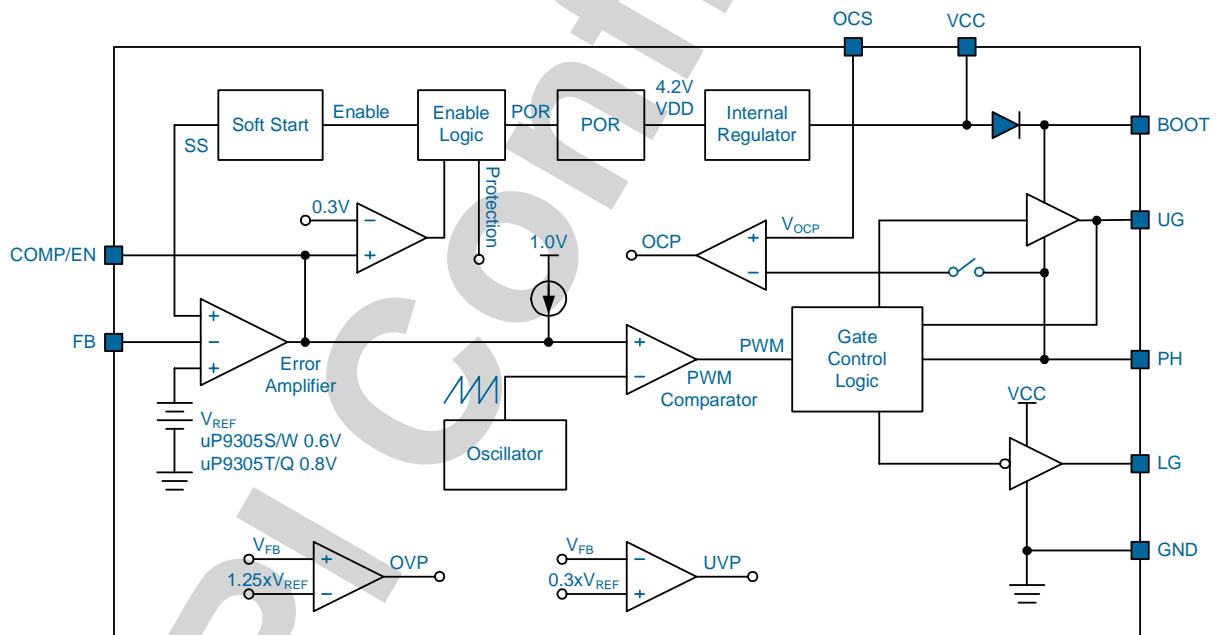 OCS
VCC
4.2V
VDD
Soft Start
Enable
Enable
Logic
POR
POR
Internal
Regulator
BOOT
SS
Protection
0.3V
1.0V
OCP
VOCP
UG
COMP/EN
FB
Error
Amplifier
PWM
PWM
Comparator
Gate
Control
Logic
PH
VCC
VREF
uP9305S/W 0.6V
uP9305T/Q 0.8V
Oscillator
LG
VFB
1.25xVREF
OVP
VFB
0.3xVREF
UVP
GND
PI Conf